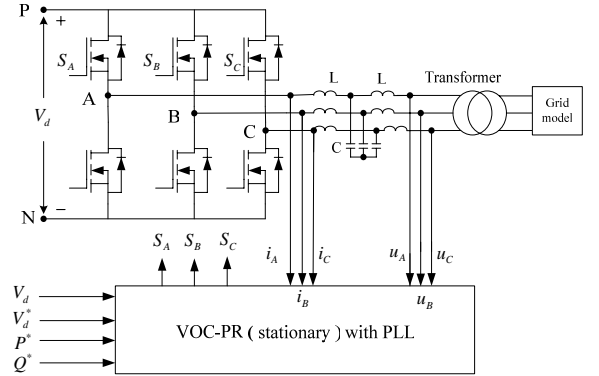 P
+
S_A
S_B
S_C
L
L
Transformer
A
V_d
B
Grid
model
C
C
N
−
S_A
S_B
S_C
i_A
i_C
u_A
u_C
i_B
u_B
V_d
V_d^*
P^*
Q^*
VOC-PR ( stationary ) with PLL